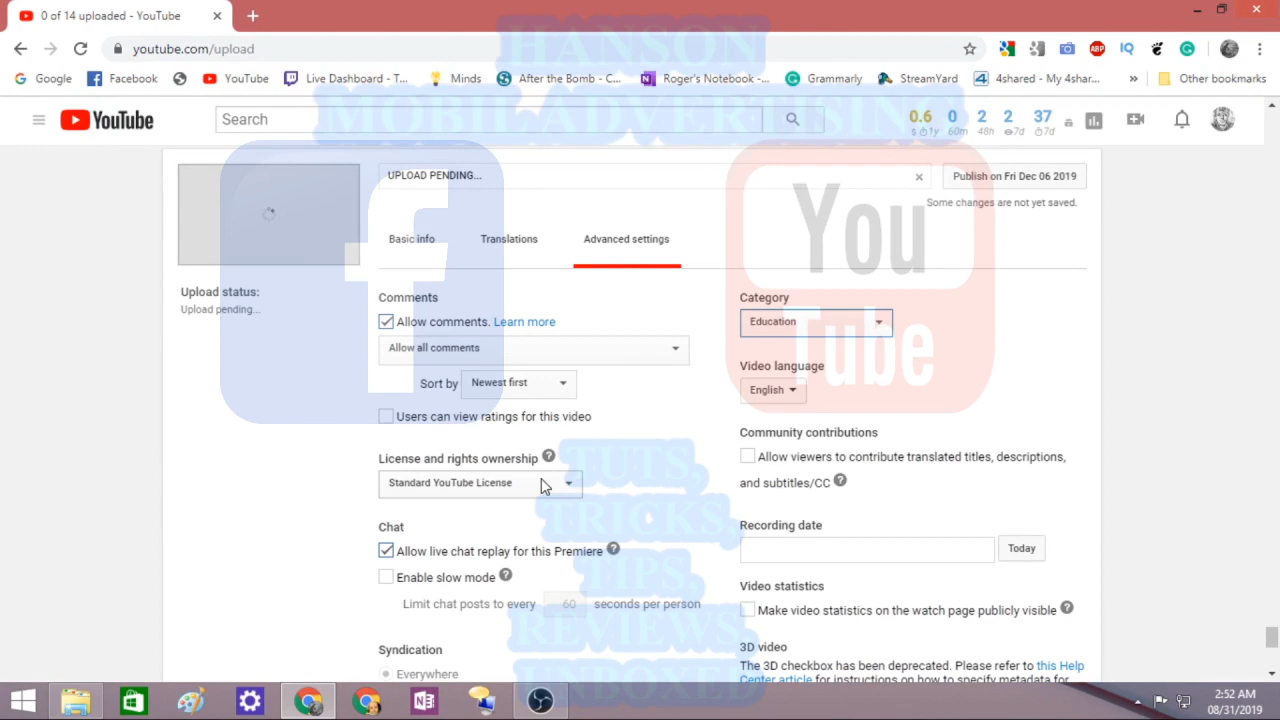 0 of 14 uploaded - YouTube
youtube.com/upload
Google Facebook YouTube Live Dashboard - T... Minds After the Bomb - C... Roger's Notebook -... Grammarly StreamYard 4shared - My 4shar... » Other bookmarks
HANSON
MOBILE ADVERTISING
YouTube Search
0.6 0 2 2 37
$ 1y 60m 48h 7d 7d
UPLOAD PENDING...
Publish on Fri Dec 06 2019
Some changes are not yet saved.
Basic info Translations Advanced settings
You
Tube
Upload status:
Upload pending...
Comments
Allow comments. Learn more
Allow all comments
Sort by Newest first
Users can view ratings for this video
License and rights ownership
Standard YouTube License
Chat
Allow live chat replay for this Premiere
Enable slow mode
Limit chat posts to every 60 seconds per person
Syndication
Everywhere
Category
Education
Video language
English
Community contributions
Allow viewers to contribute translated titles, descriptions,
and subtitles/CC
Recording date
Today
Video statistics
Make video statistics on the watch page publicly visible
3D video
The 3D checkbox has been deprecated. Please refer to this Help
Center article for instructions on how to specify metadata for
TUTS,
TRICKS,
TIPS,
REVIEWS,
UNBOXED
2:52 AM
08/31/2019